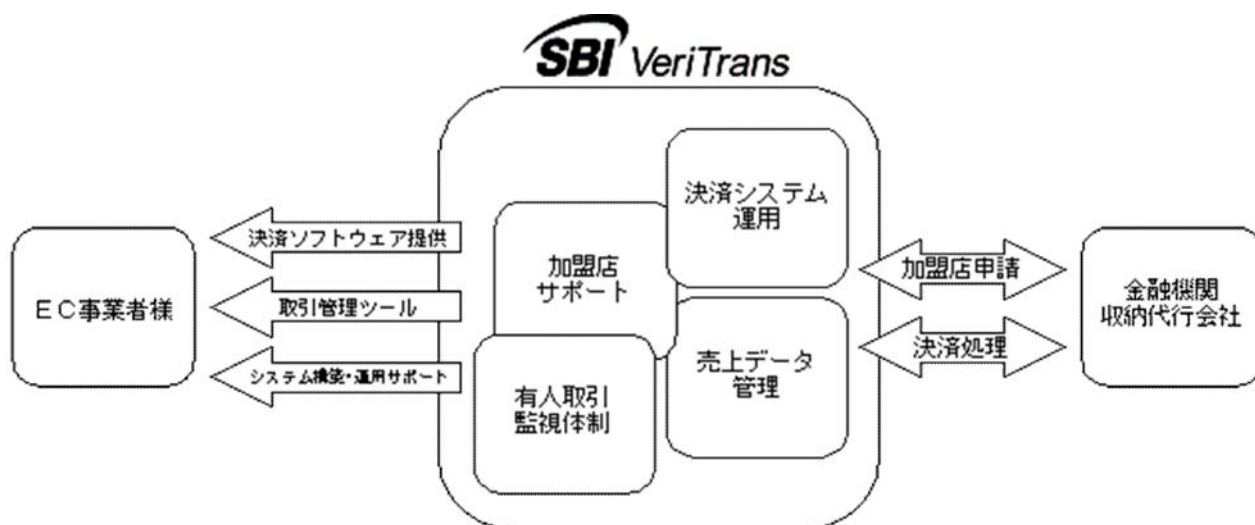 SBI VeriTrans
決済システム
運用
加盟店
サポート
売上データ
管理
有人取引
監視体制
EC事業者様
決済ソフトウェア提供
取引管理ツール
システム構築・運用サポート
加盟店申請
決済処理
金融機関
収納代行会社